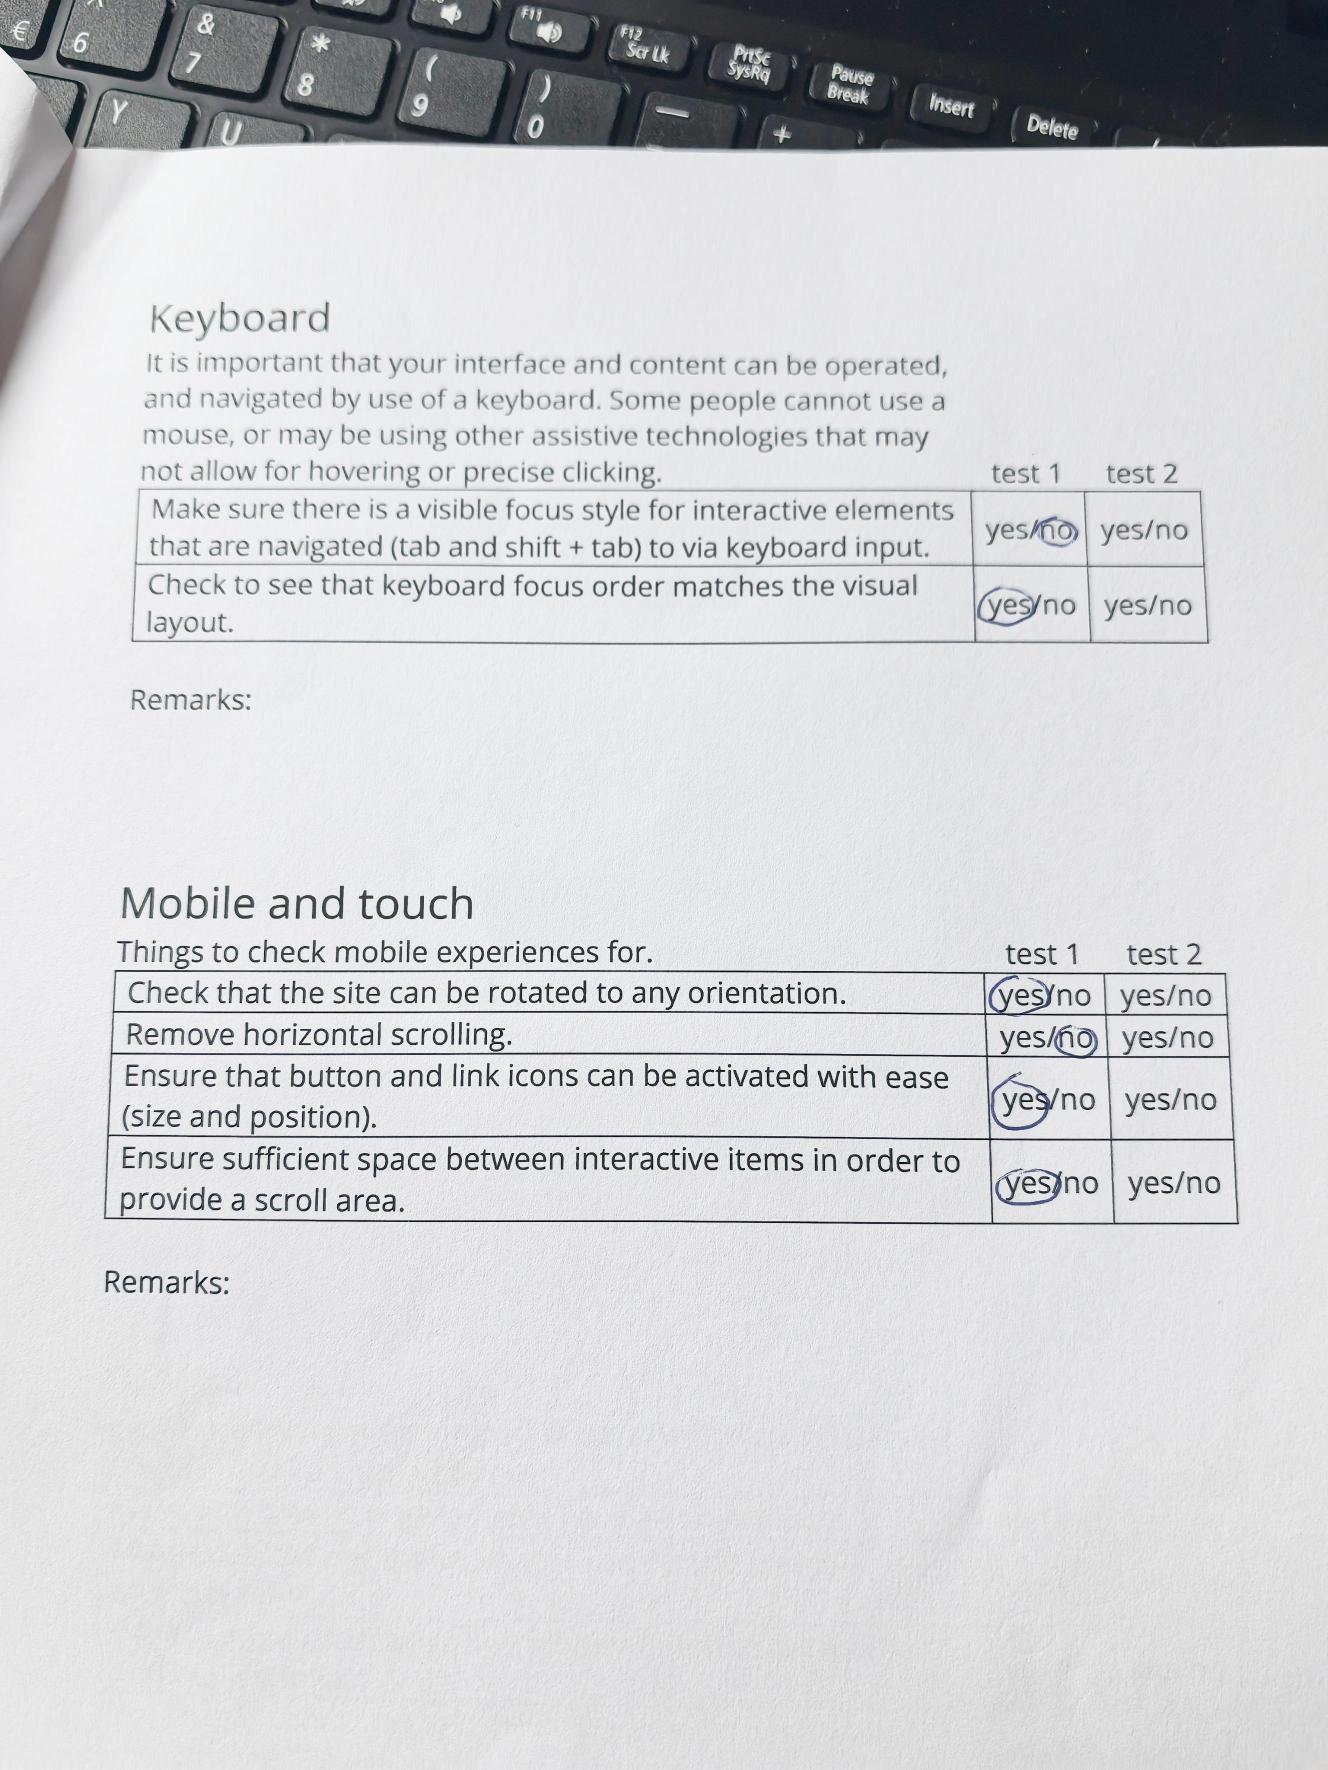 €
6
&
7
*
8
(
9
)
0
F11
F12
Scr Lk
PrtSc
SysRq
Pause
Break
Insert
Delete
Y
U
—
+
Keyboard
It is important that your interface and content can be operated,
and navigated by use of a keyboard. Some people cannot use a
mouse, or may be using other assistive technologies that may
not allow for hovering or precise clicking. test 1 test 2
Make sure there is a visible focus style for interactive elements
that are navigated (tab and shift + tab) to via keyboard input. yes/no yes/no
Check to see that keyboard focus order matches the visual
layout. yes/no yes/no
Remarks:
Mobile and touch
Things to check mobile experiences for. test 1 test 2
Check that the site can be rotated to any orientation. yes/no yes/no
Remove horizontal scrolling. yes/no yes/no
Ensure that button and link icons can be activated with ease
(size and position). yes/no yes/no
Ensure sufficient space between interactive items in order to
provide a scroll area. yes/no yes/no
Remarks: